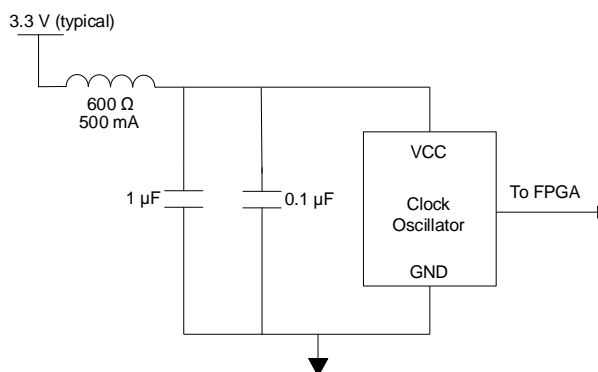 3.3 V (typical)
600 Ω
500 mA
1 µF
0.1 µF
VCC
Clock
Oscillator
GND
To FPGA